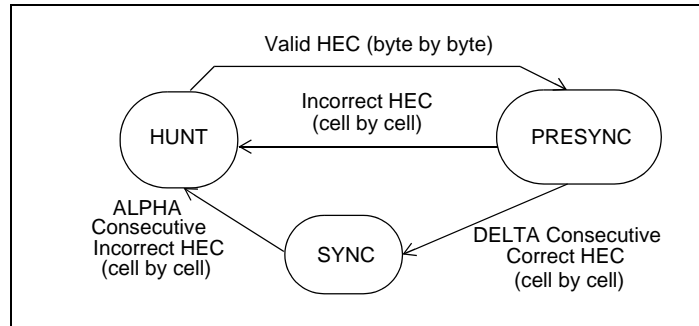 Valid HEC (byte by byte)
Incorrect HEC
(cell by cell)
HUNT
PRESYNC
ALPHA
Consecutive
Incorrect HEC
(cell by cell)
SYNC
DELTA Consecutive
Correct HEC
(cell by cell)